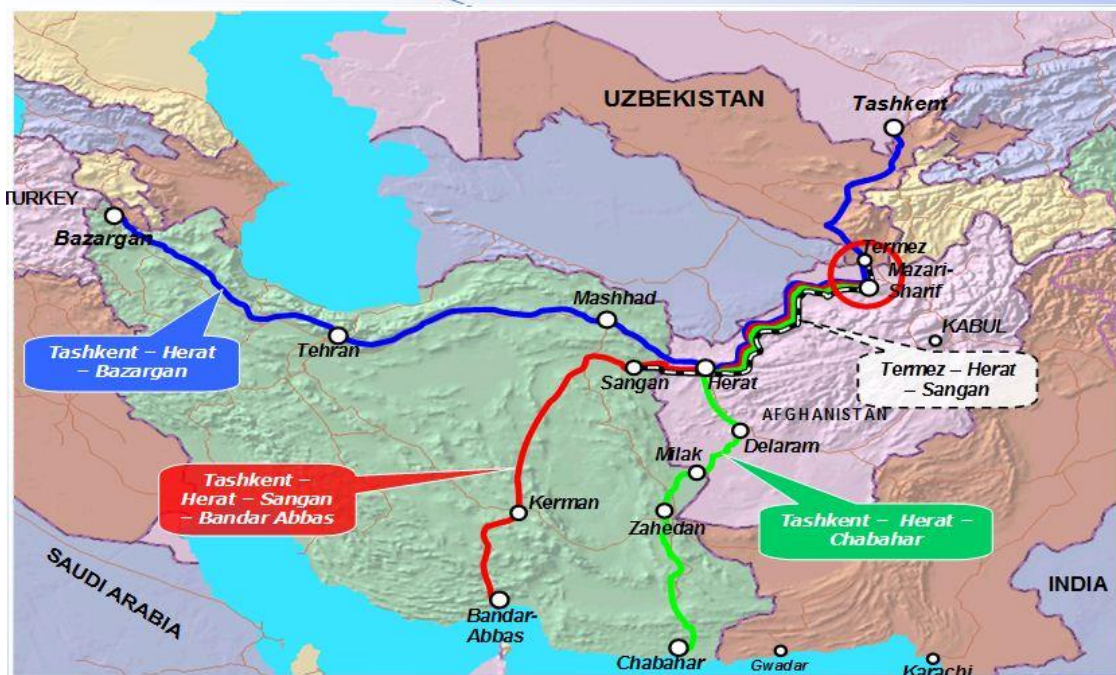 UZBEKISTAN
Tashkent
TURKEY
Bazargan
Termez
Mazari-
Sharif
Mashhad
KABUL
Tehran
Tashkent – Herat
– Bazargan
Sangan
Herat
Termez – Herat
– Sangan
AFGHANISTAN
Delaram
Milak
Tashkent –
Herat – Sangan
– Bandar Abbas
Kerman
Zahedan
Tashkent – Herat –
Chabahar
SAUDI ARABIA
INDIA
Bandar-
Abbas
Chabahar
Gwadar
Karachi